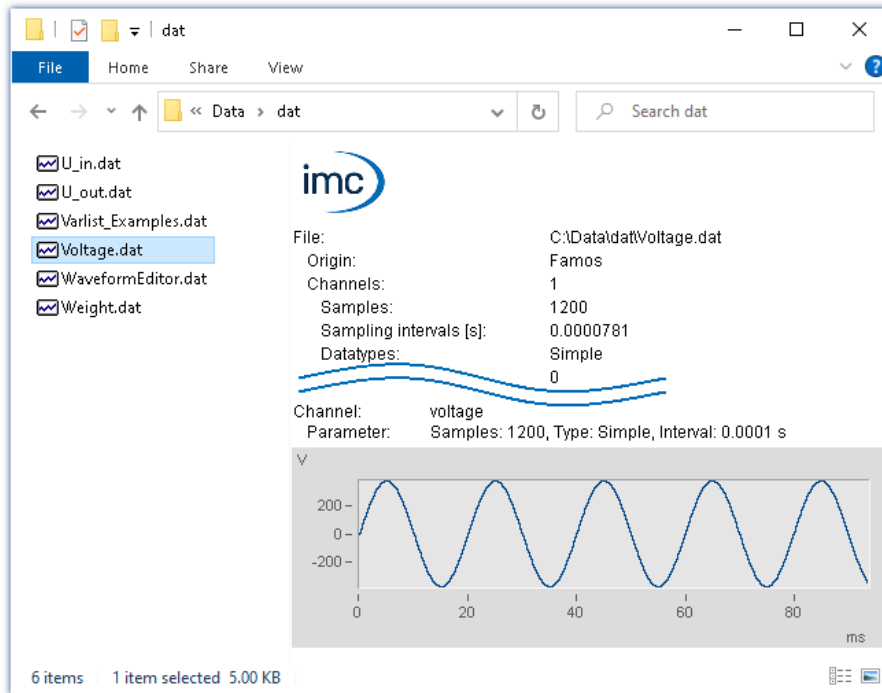 dat
File Home Share View
« Data > dat Search dat
U_in.dat
U_out.dat
Varlist_Examples.dat
Voltage.dat
WaveformEditor.dat
Weight.dat
imc
File: C:\Data\dat\Voltage.dat
Origin: Famos
Channels: 1
Samples: 1200
Sampling intervals [s]: 0.0000781
Datatypes: Simple
0
Channel: voltage
Parameter: Samples: 1200, Type: Simple, Interval: 0.0001 s
V
200
0
-200
0 20 40 60 80
ms
6 items 1 item selected 5.00 KB